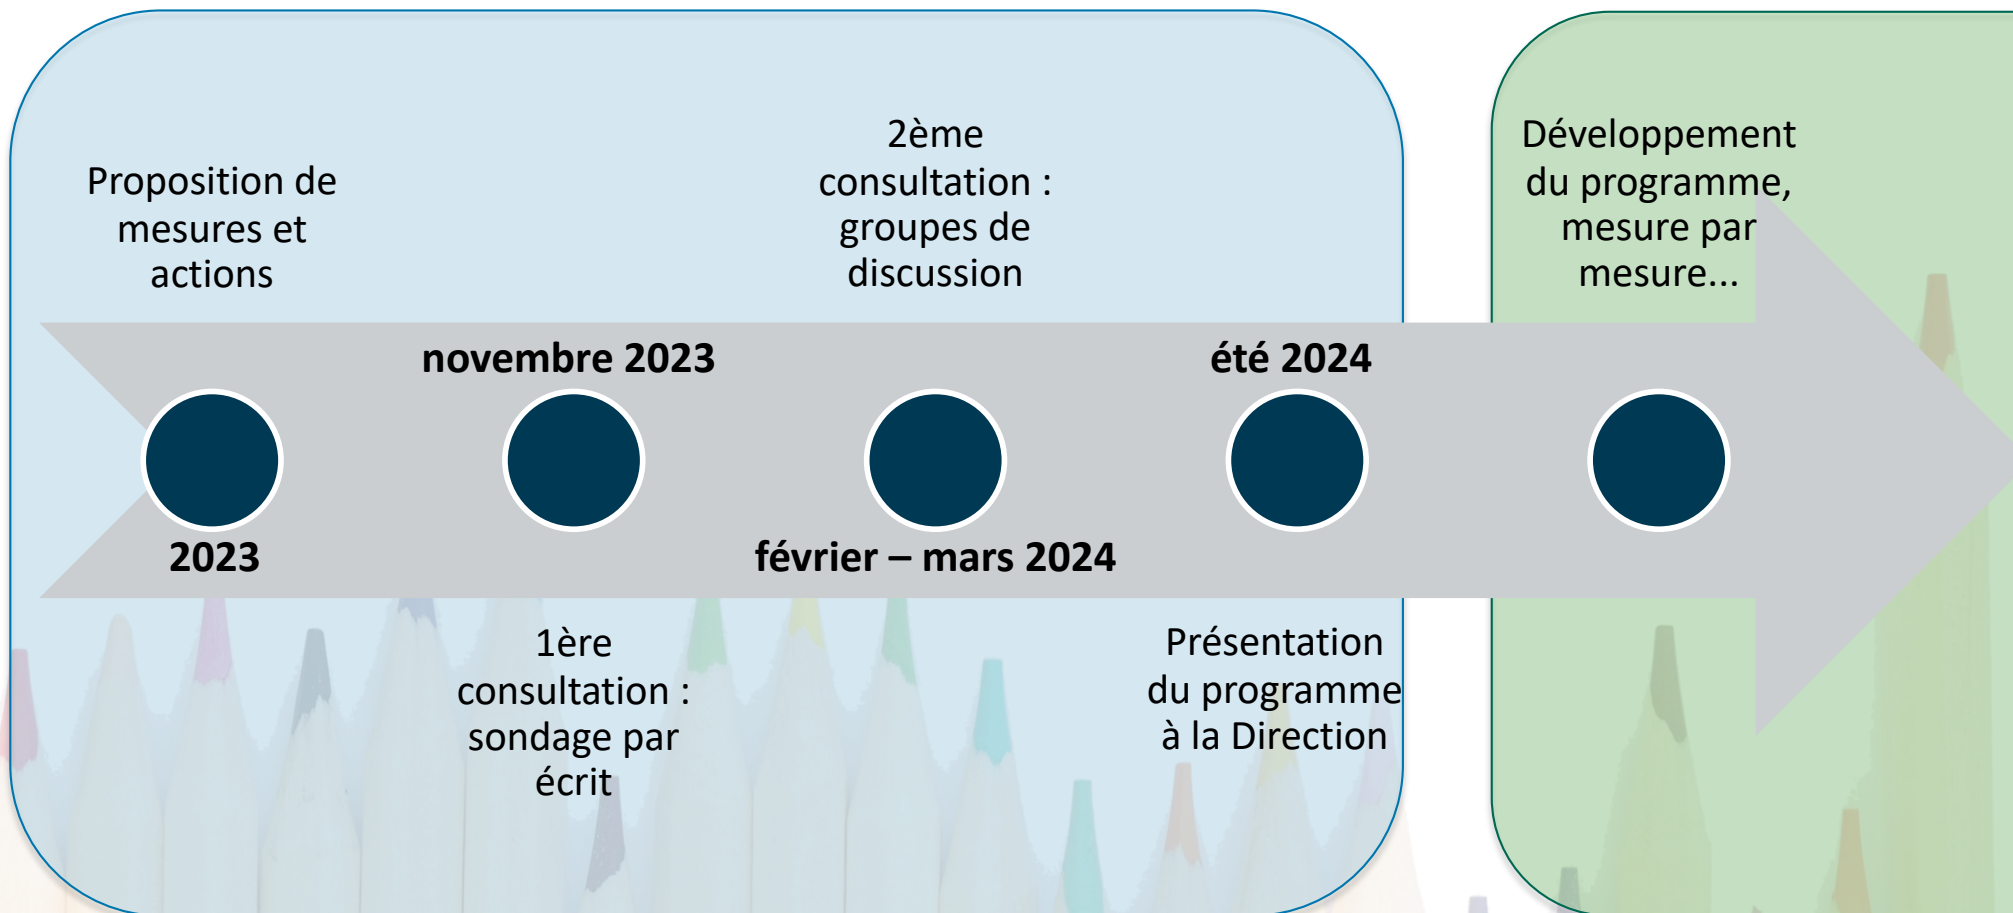 Proposition de
mesures et
actions
2023
novembre 2023
1ère
consultation :
sondage par
écrit
2ème
consultation :
groupes de
discussion
février – mars 2024
été 2024
Présentation
du programme
à la Direction
Développement
du programme,
mesure par
mesure...